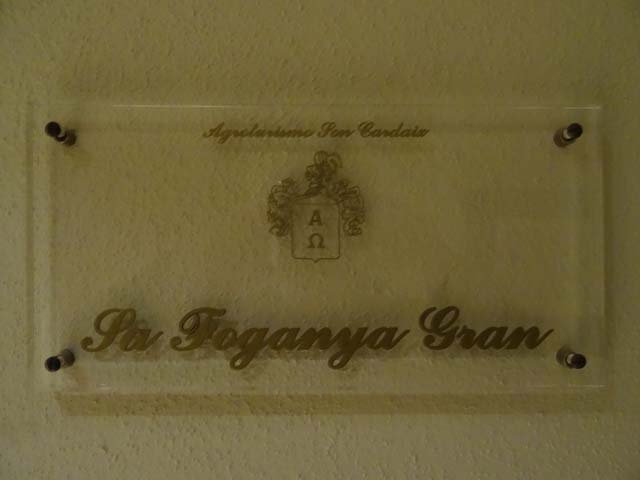 Agroturismo Son Cardaix
Α
Ω
Sa Foganya Gran